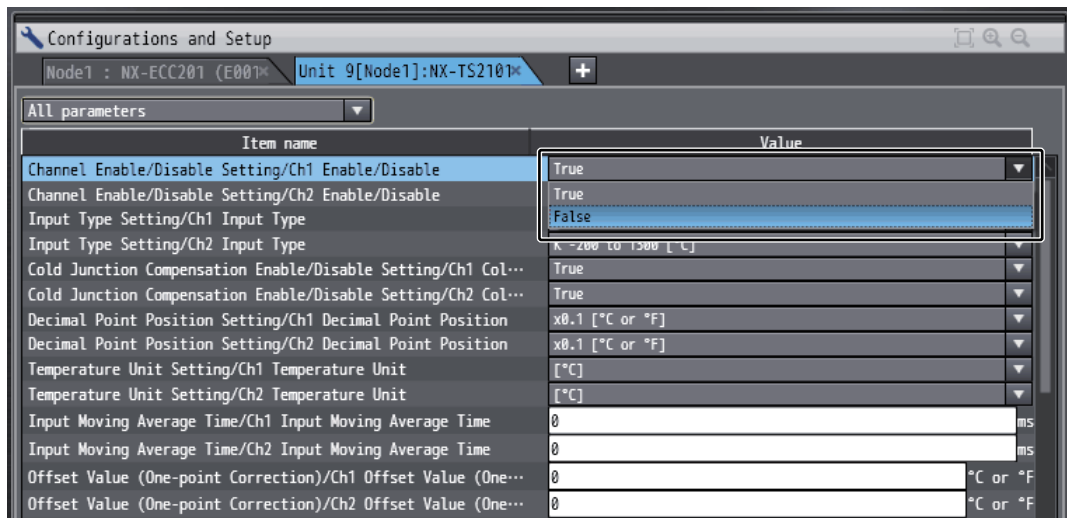 Configurations and Setup
Node1 : NX-ECC201 (E001× Unit 9[Node1]:NX-TS2101×
All parameters
Item name Value
Channel Enable/Disable Setting/Ch1 Enable/Disable True
Channel Enable/Disable Setting/Ch2 Enable/Disable True
Input Type Setting/Ch1 Input Type False
Input Type Setting/Ch2 Input Type K -200 to 1300 [°C]
Cold Junction Compensation Enable/Disable Setting/Ch1 Col… True
Cold Junction Compensation Enable/Disable Setting/Ch2 Col… True
Decimal Point Position Setting/Ch1 Decimal Point Position x0.1 [°C or °F]
Decimal Point Position Setting/Ch2 Decimal Point Position x0.1 [°C or °F]
Temperature Unit Setting/Ch1 Temperature Unit [°C]
Temperature Unit Setting/Ch2 Temperature Unit [°C]
Input Moving Average Time/Ch1 Input Moving Average Time 0 ms
Input Moving Average Time/Ch2 Input Moving Average Time 0 ms
Offset Value (One-point Correction)/Ch1 Offset Value (One… 0 °C or °F
Offset Value (One-point Correction)/Ch2 Offset Value (One… 0 °C or °F